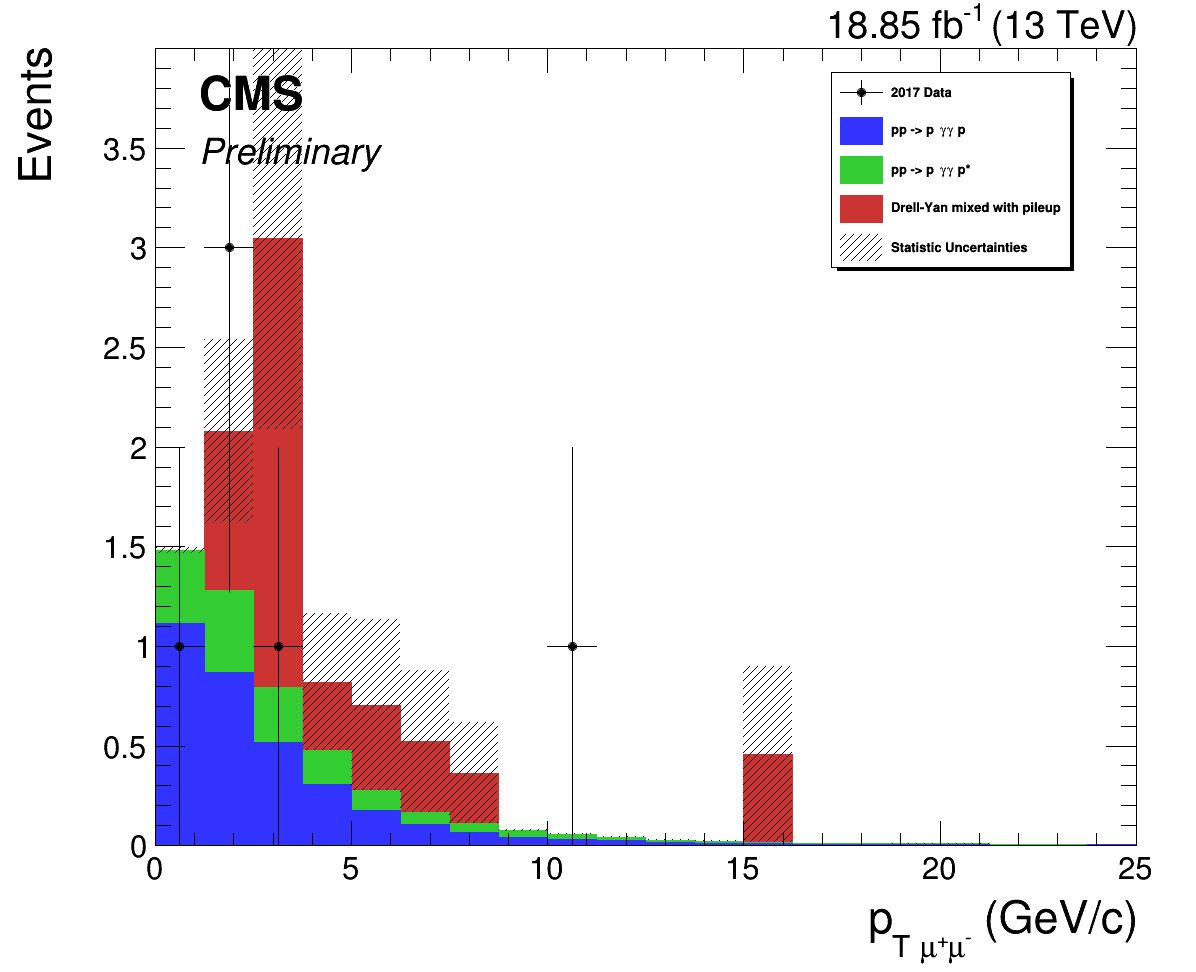 18.85 fb⁻¹ (13 TeV)
Events
CMS
Preliminary
2017 Data
pp -> p γγ p
pp -> p γγ p*
Drell-Yan mixed with pileup
Statistic Uncertainties
3.5
3
2.5
2
1.5
1
0.5
0
0 5 10 15 20 25
p_T μ⁺μ⁻ (GeV/c)